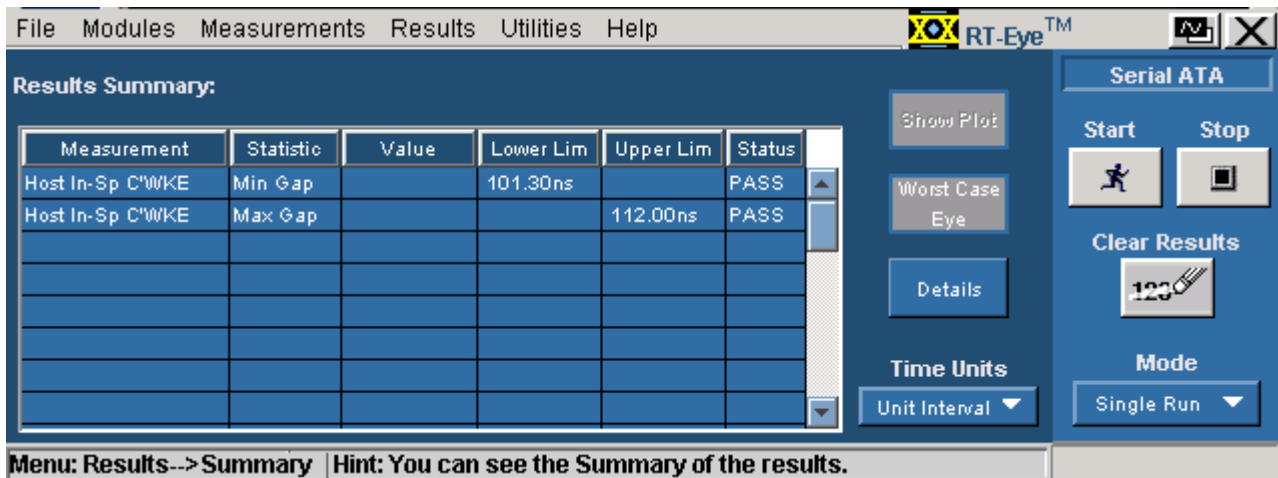 File Modules Measurements Results Utilities Help
RT-Eye™
Results Summary:
Measurement Statistic Value Lower Lim Upper Lim Status
Host In-Sp C'WKE Min Gap 101.30ns PASS
Host In-Sp C'WKE Max Gap 112.00ns PASS
Show Plot
Worst Case
Eye
Details
Time Units
Unit Interval
Serial ATA
Start Stop
Clear Results
123
Mode
Single Run
Menu: Results-->Summary |Hint: You can see the Summary of the results.